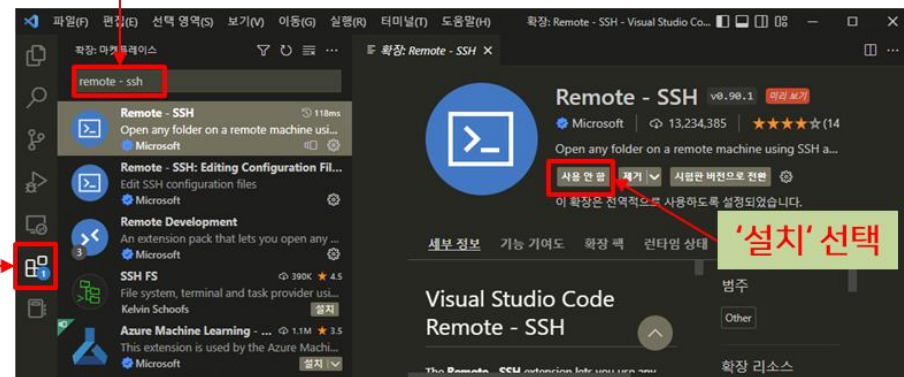 파일(F) 편집(E) 선택 영역(S) 보기(V) 이동(G) 실행(R) 터미널(T) 도움말(H) 확장: Remote - SSH - Visual Studio Co...
확장: 마켓플레이스
확장: Remote - SSH
remote - ssh
Remote - SSH 118ms
Open any folder on a remote machine usi...
Microsoft
Remote - SSH: Editing Configuration Fil...
Edit SSH configuration files
Microsoft
Remote Development
An extension pack that lets you open any ...
Microsoft
3
SSH FS 390K 4.5
File system, terminal and task provider usi...
Kelvin Schoofs 설치
Azure Machine Learning - ... 1.1M 3.5
This extension is used by the Azure Machi...
Microsoft 설치
1
Remote - SSH v0.90.1 미리 보기
Microsoft 13,234,385 (14
Open any folder on a remote machine using SSH a...
사용 안 함 제거 시험판 버전으로 전환
이 확장은 전역적으로 사용하도록 설정되었습니다.
'설치' 선택
세부 정보 기능 기여도 확장 팩 런타임 상태
Visual Studio Code
Remote - SSH
The Remote - SSH extension lets you use any
범주
Other
확장 리소스